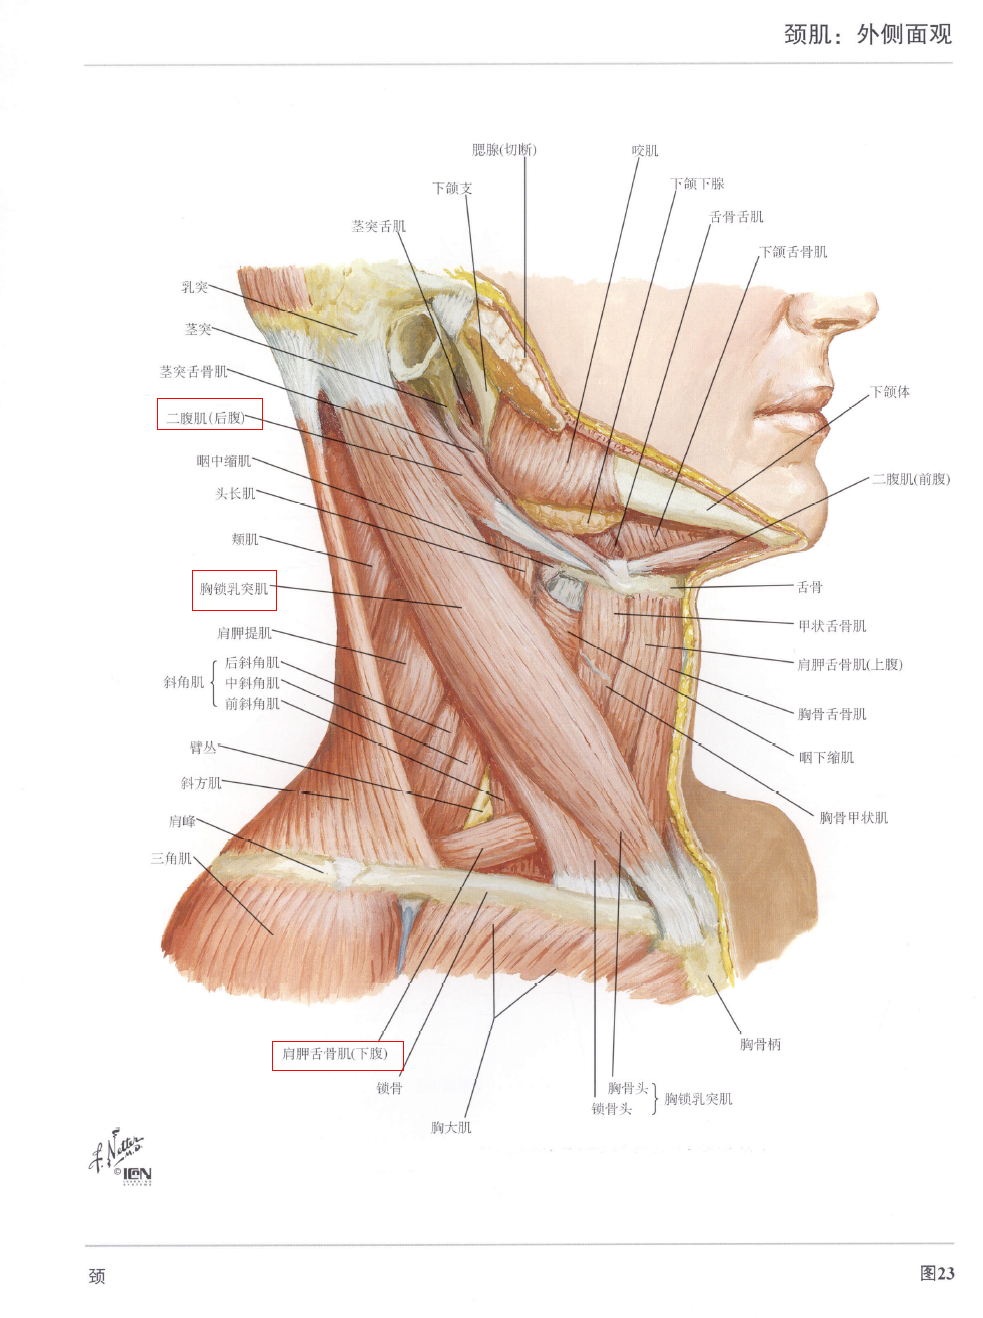 颈肌：外侧面观
腮腺(切断)
咬肌
下颌支
下颌下腺
茎突舌肌
舌骨舌肌
下颌舌骨肌
乳突
茎突
茎突舌骨肌
下颌体
二腹肌(后腹)
咽中缩肌
二腹肌(前腹)
头长肌
颊肌
胸锁乳突肌
舌骨
甲状舌骨肌
肩胛提肌
后斜角肌
肩胛舌骨肌(上腹)
斜角肌
中斜角肌
前斜角肌
胸骨舌骨肌
臂丛
咽下缩肌
斜方肌
肩峰
胸骨甲状肌
三角肌
胸骨柄
肩胛舌骨肌(下腹)
锁骨
胸骨头
锁骨头
胸锁乳突肌
胸大肌
F. Netter
M.D.
© ICN
LEARNING SYSTEMS
颈
图23